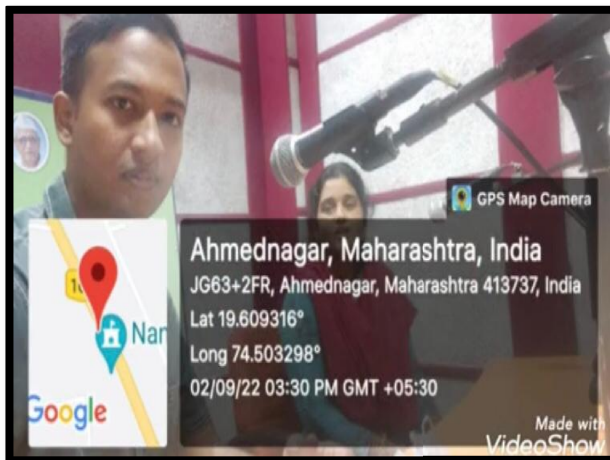 GPS Map Camera
Ahmednagar, Maharashtra, India
JG63+2FR, Ahmednagar, Maharashtra 413737, India
Lat 19.609316°
Long 74.503298°
02/09/22 03:30 PM GMT +05:30
Nar
Google
Made with
VideoShow